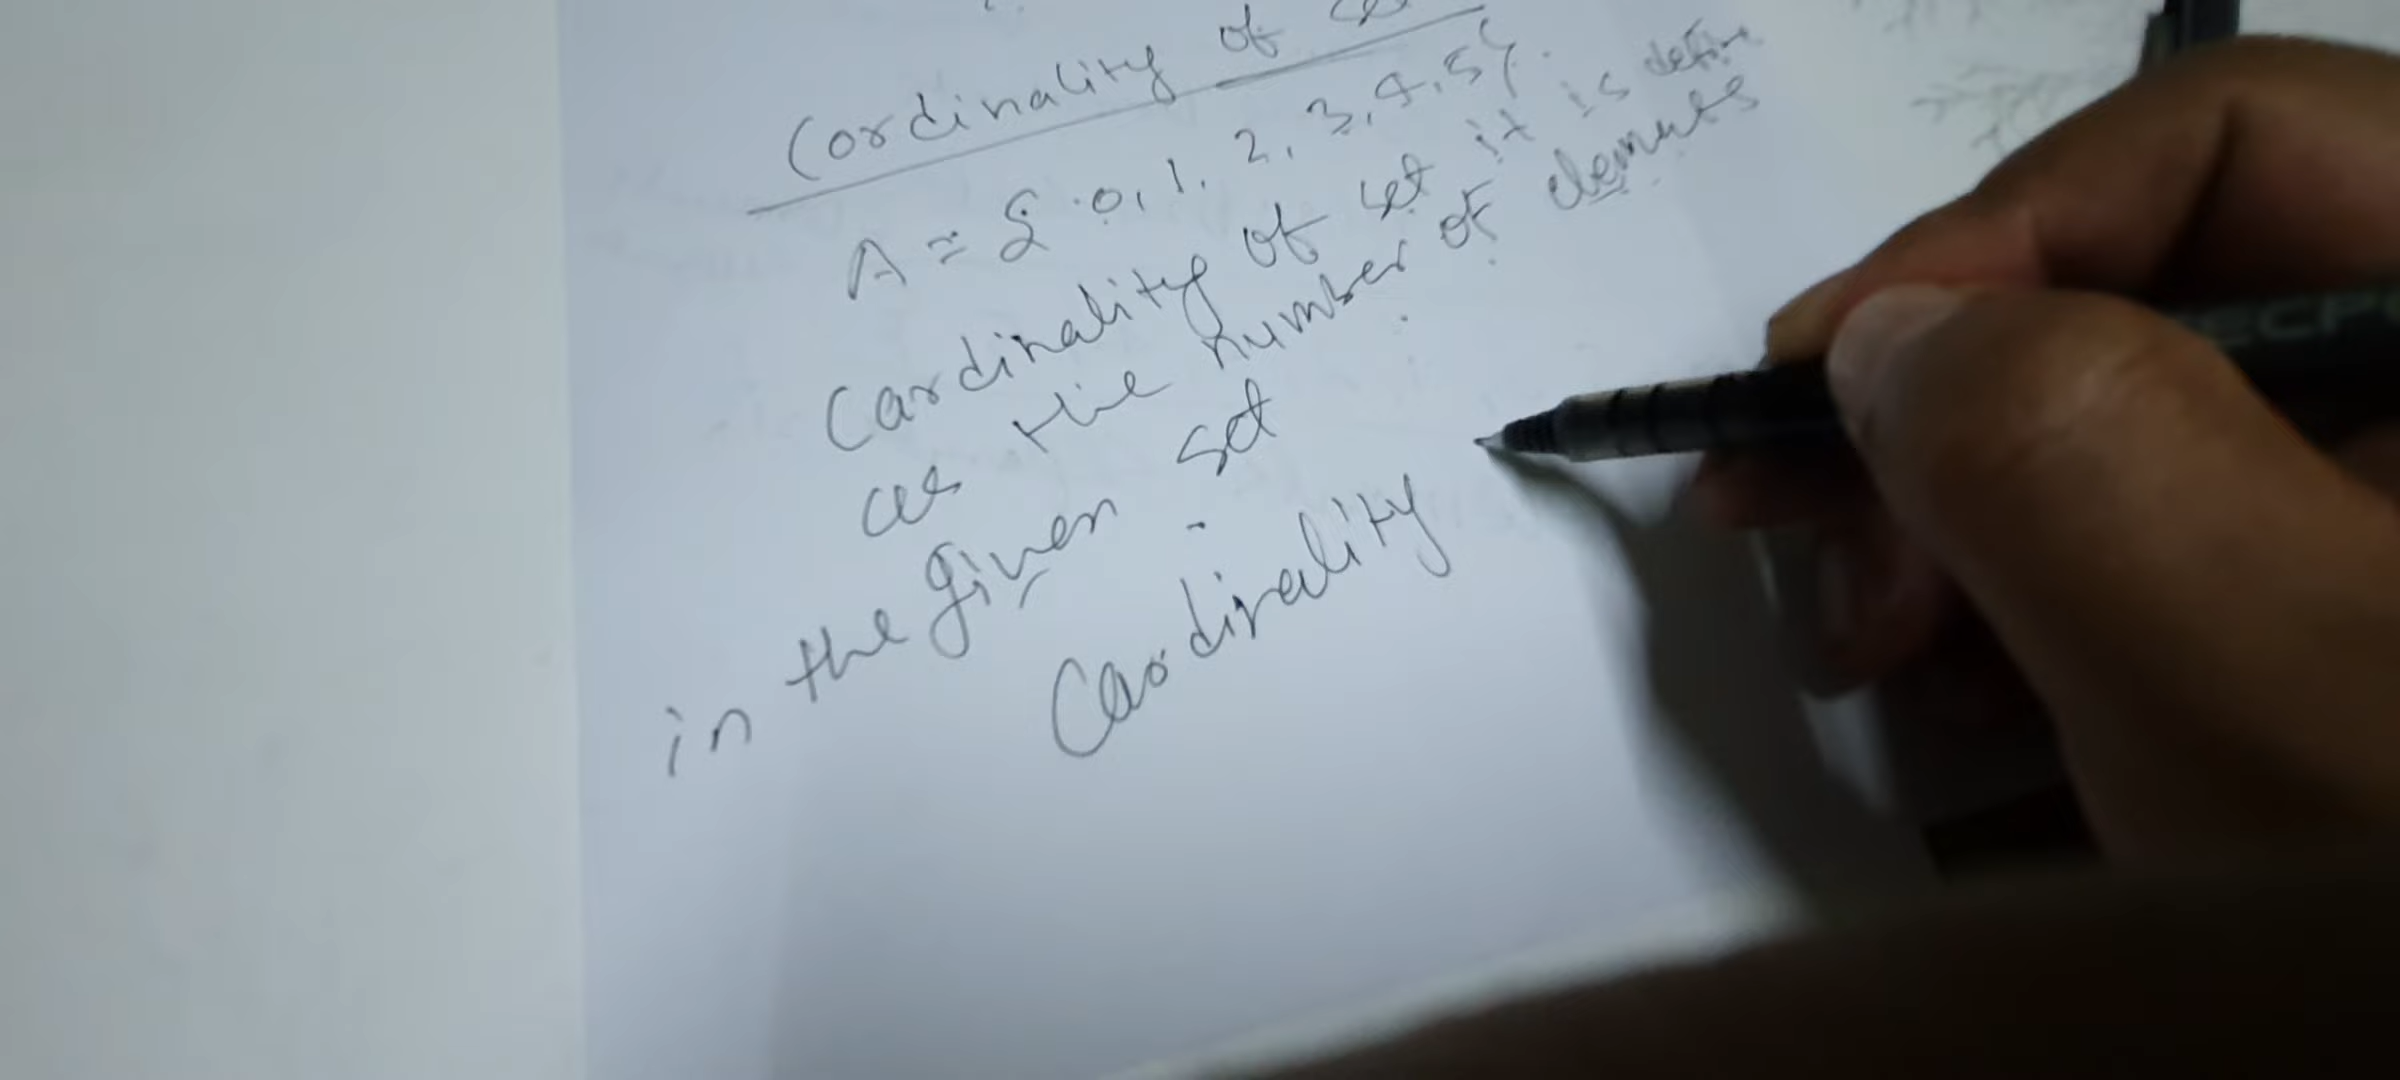 Cordinality of
A = { 0, 1, 2, 3, 4, 5 }.
Cardinality of set it is define
as the number of elements
in the given set
Cardinality